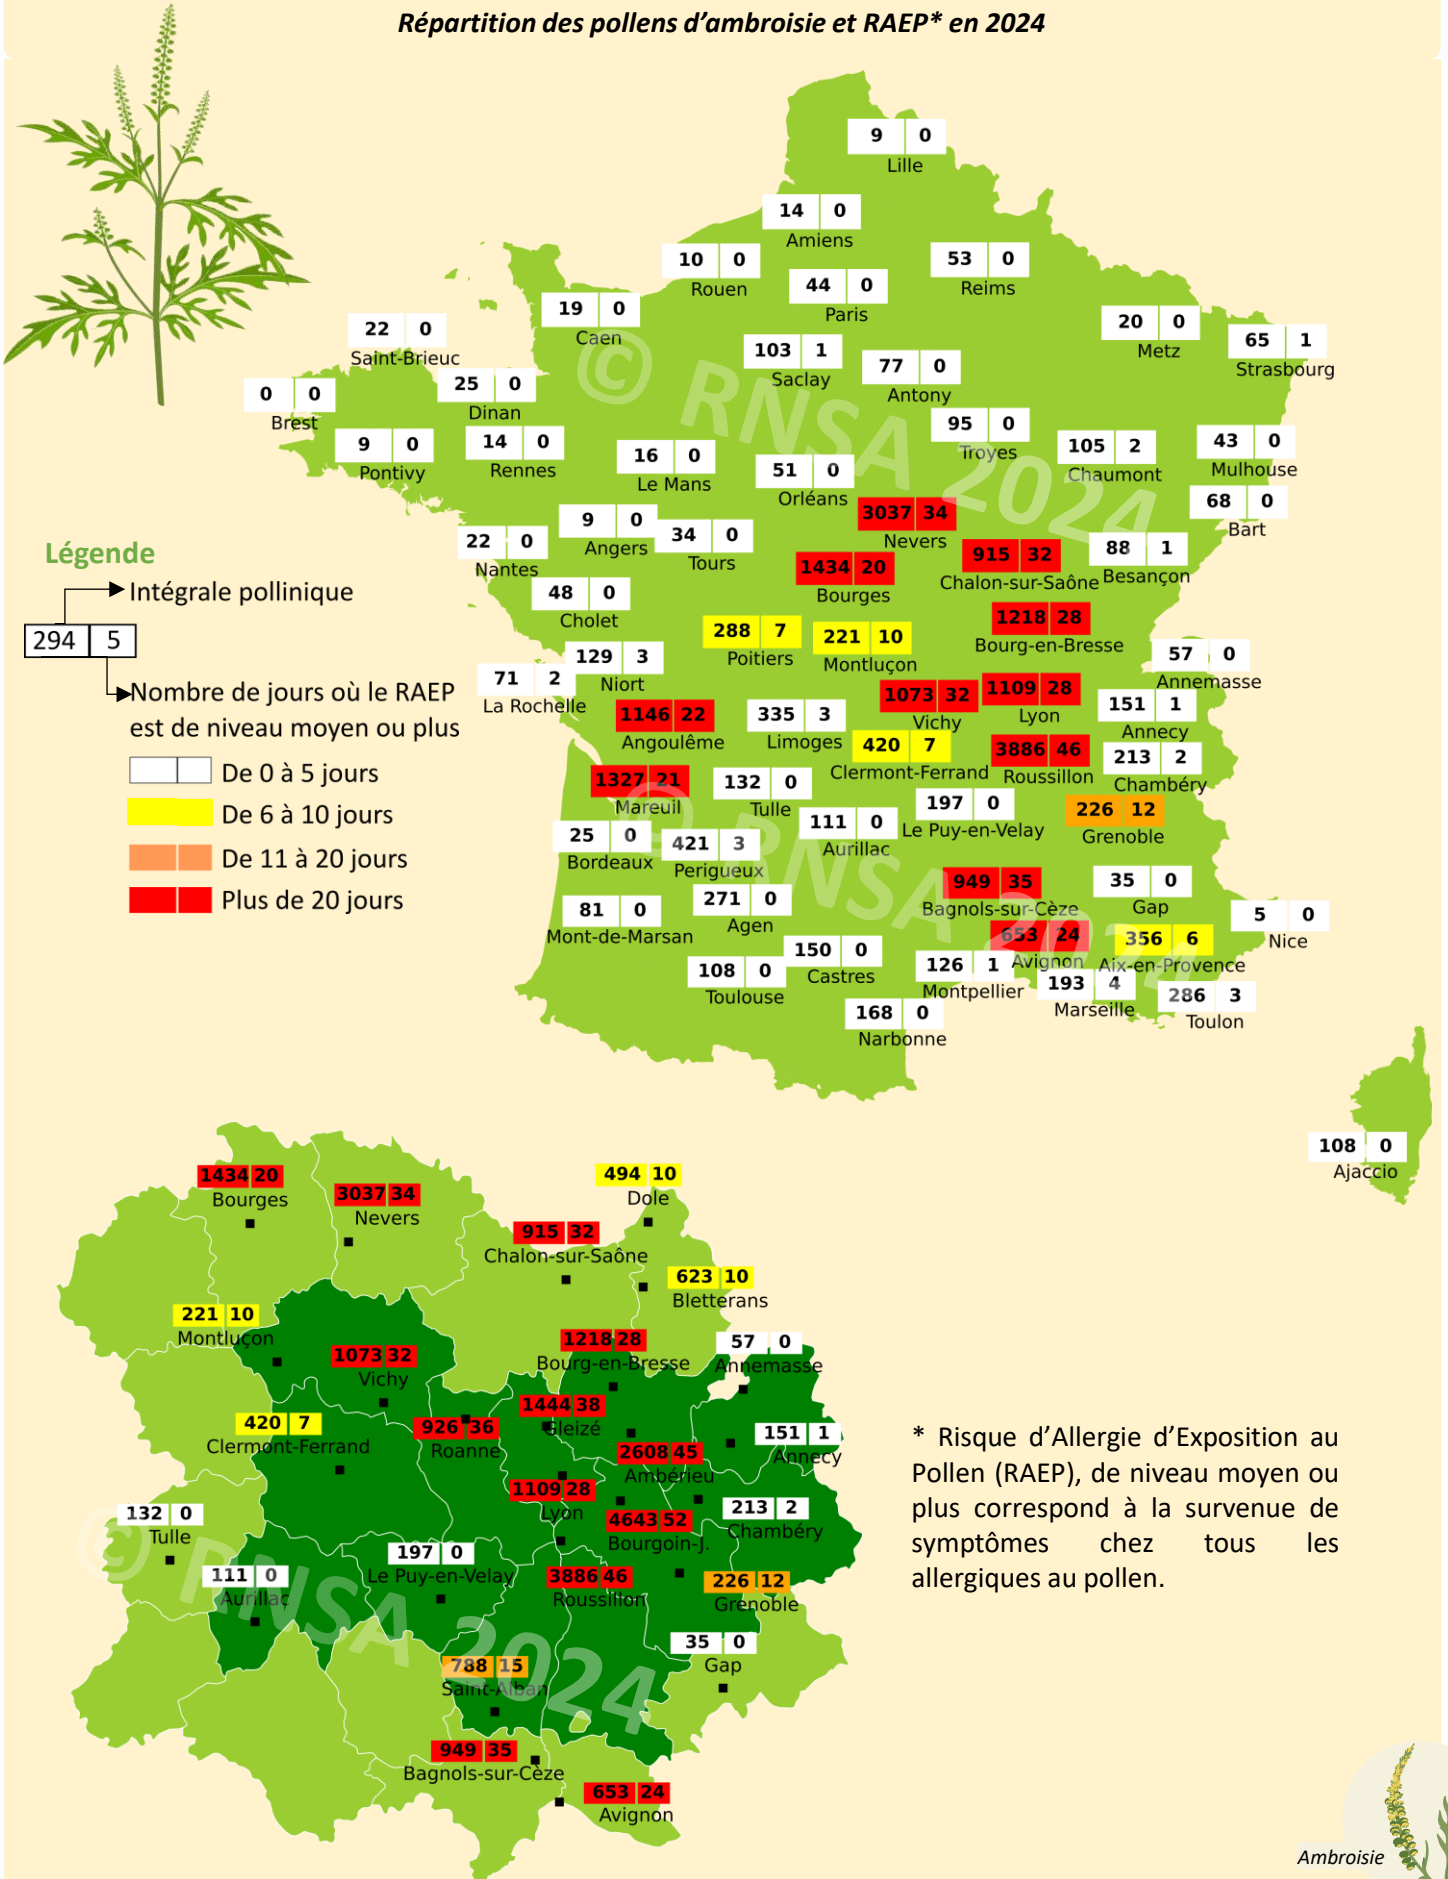 Répartition des pollens d’ambroisie et RAEP* en 2024
9 0
Lille
14 0
Amiens
10 0
Rouen
53 0
Reims
44 0
Paris
19 0
Caen
20 0
Metz
22 0
Saint-Brieuc
65 1
Strasbourg
103 1
Saclay
77 0
Antony
0 0
Brest
25 0
Dinan
95 0
Troyes
9 0
Pontivy
14 0
Rennes
16 0
Le Mans
105 2
Chaumont
43 0
Mulhouse
51 0
Orléans
68 0
Bart
3037 34
Nevers
9 0
Angers
34 0
Tours
22 0
Nantes
915 32
Chalon-sur-Saône
88 1
Besançon
1434 20
Bourges
48 0
Cholet
1218 28
Bourg-en-Bresse
288 7
Poitiers
221 10
Montluçon
129 3
Niort
57 0
Annemasse
71 2
La Rochelle
1073 32
Vichy
1109 28
Lyon
151 1
Annecy
1146 22
Angoulême
335 3
Limoges
420 7
Clermont-Ferrand
3886 46
Roussillon
213 2
Chambéry
1327 21
Mareuil
132 0
Tulle
197 0
Le Puy-en-Velay
226 12
Grenoble
111 0
Aurillac
25 0
Bordeaux
421 3
Perigueux
949 35
Bagnols-sur-Cèze
35 0
Gap
271 0
Agen
81 0
Mont-de-Marsan
5 0
Nice
653 24
Avignon
356 6
Aix-en-Provence
150 0
Castres
126 1
Montpellier
108 0
Toulouse
193 4
Marseille
286 3
Toulon
168 0
Narbonne
108 0
Ajaccio
© RNSA 2024
© RNSA 2024
Légende
Intégrale pollinique
294 5
Nombre de jours où le RAEP
est de niveau moyen ou plus
De 0 à 5 jours
De 6 à 10 jours
De 11 à 20 jours
Plus de 20 jours
1434 20
Bourges
3037 34
Nevers
494 10
Dole
915 32
Chalon-sur-Saône
623 10
Bletterans
221 10
Montluçon
1218 28
Bourg-en-Bresse
57 0
Annemasse
1073 32
Vichy
1444 38
Gleizé
420 7
Clermont-Ferrand
926 36
Roanne
151 1
Annecy
2608 45
Ambérieu
1109 28
Lyon
132 0
Tulle
213 2
Chambéry
4643 52
Bourgoin-J.
197 0
Le Puy-en-Velay
111 0
Aurillac
3886 46
Roussillon
226 12
Grenoble
35 0
Gap
788 15
Saint-Alban
949 35
Bagnols-sur-Cèze
653 24
Avignon
© RNSA 2024
* Risque d’Allergie d’Exposition au
Pollen (RAEP), de niveau moyen ou
plus correspond à la survenue de
symptômes chez tous les
allergiques au pollen.
Ambroisie